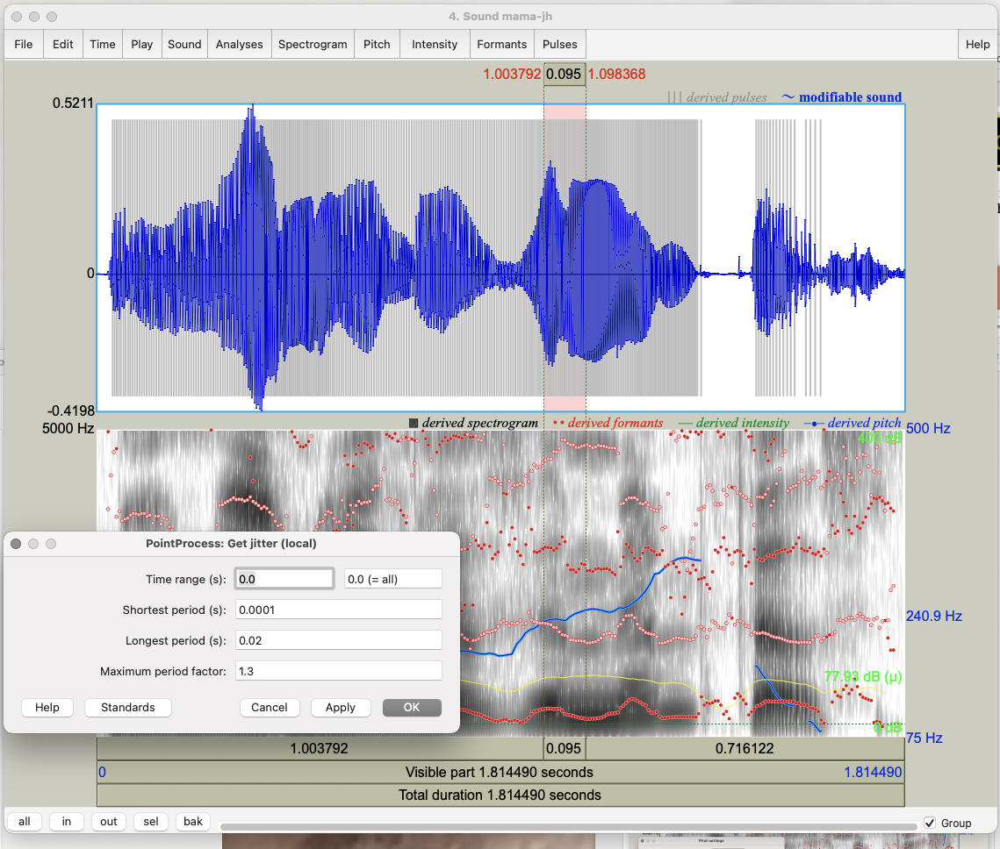 4. Sound mama-jh
File Edit Time Play Sound Analyses Spectrogram Pitch Intensity Formants Pulses Help
1.003792 0.095 1.098368
derived pulses modifiable sound
0.5211
0
-0.4198
derived spectrogram derived formants derived intensity derived pitch
5000 Hz 500 Hz
400 dB
PointProcess: Get jitter (local)
Time range (s): 0.0 0.0 (= all)
Shortest period (s): 0.0001
240.9 Hz
Longest period (s): 0.02
Maximum period factor: 1.3
77.93 dB (µ)
Help Standards Cancel Apply OK
0 dB
75 Hz
1.003792 0.095 0.716122
0 Visible part 1.814490 seconds 1.814490
Total duration 1.814490 seconds
all in out sel bak Group
Pitch settings